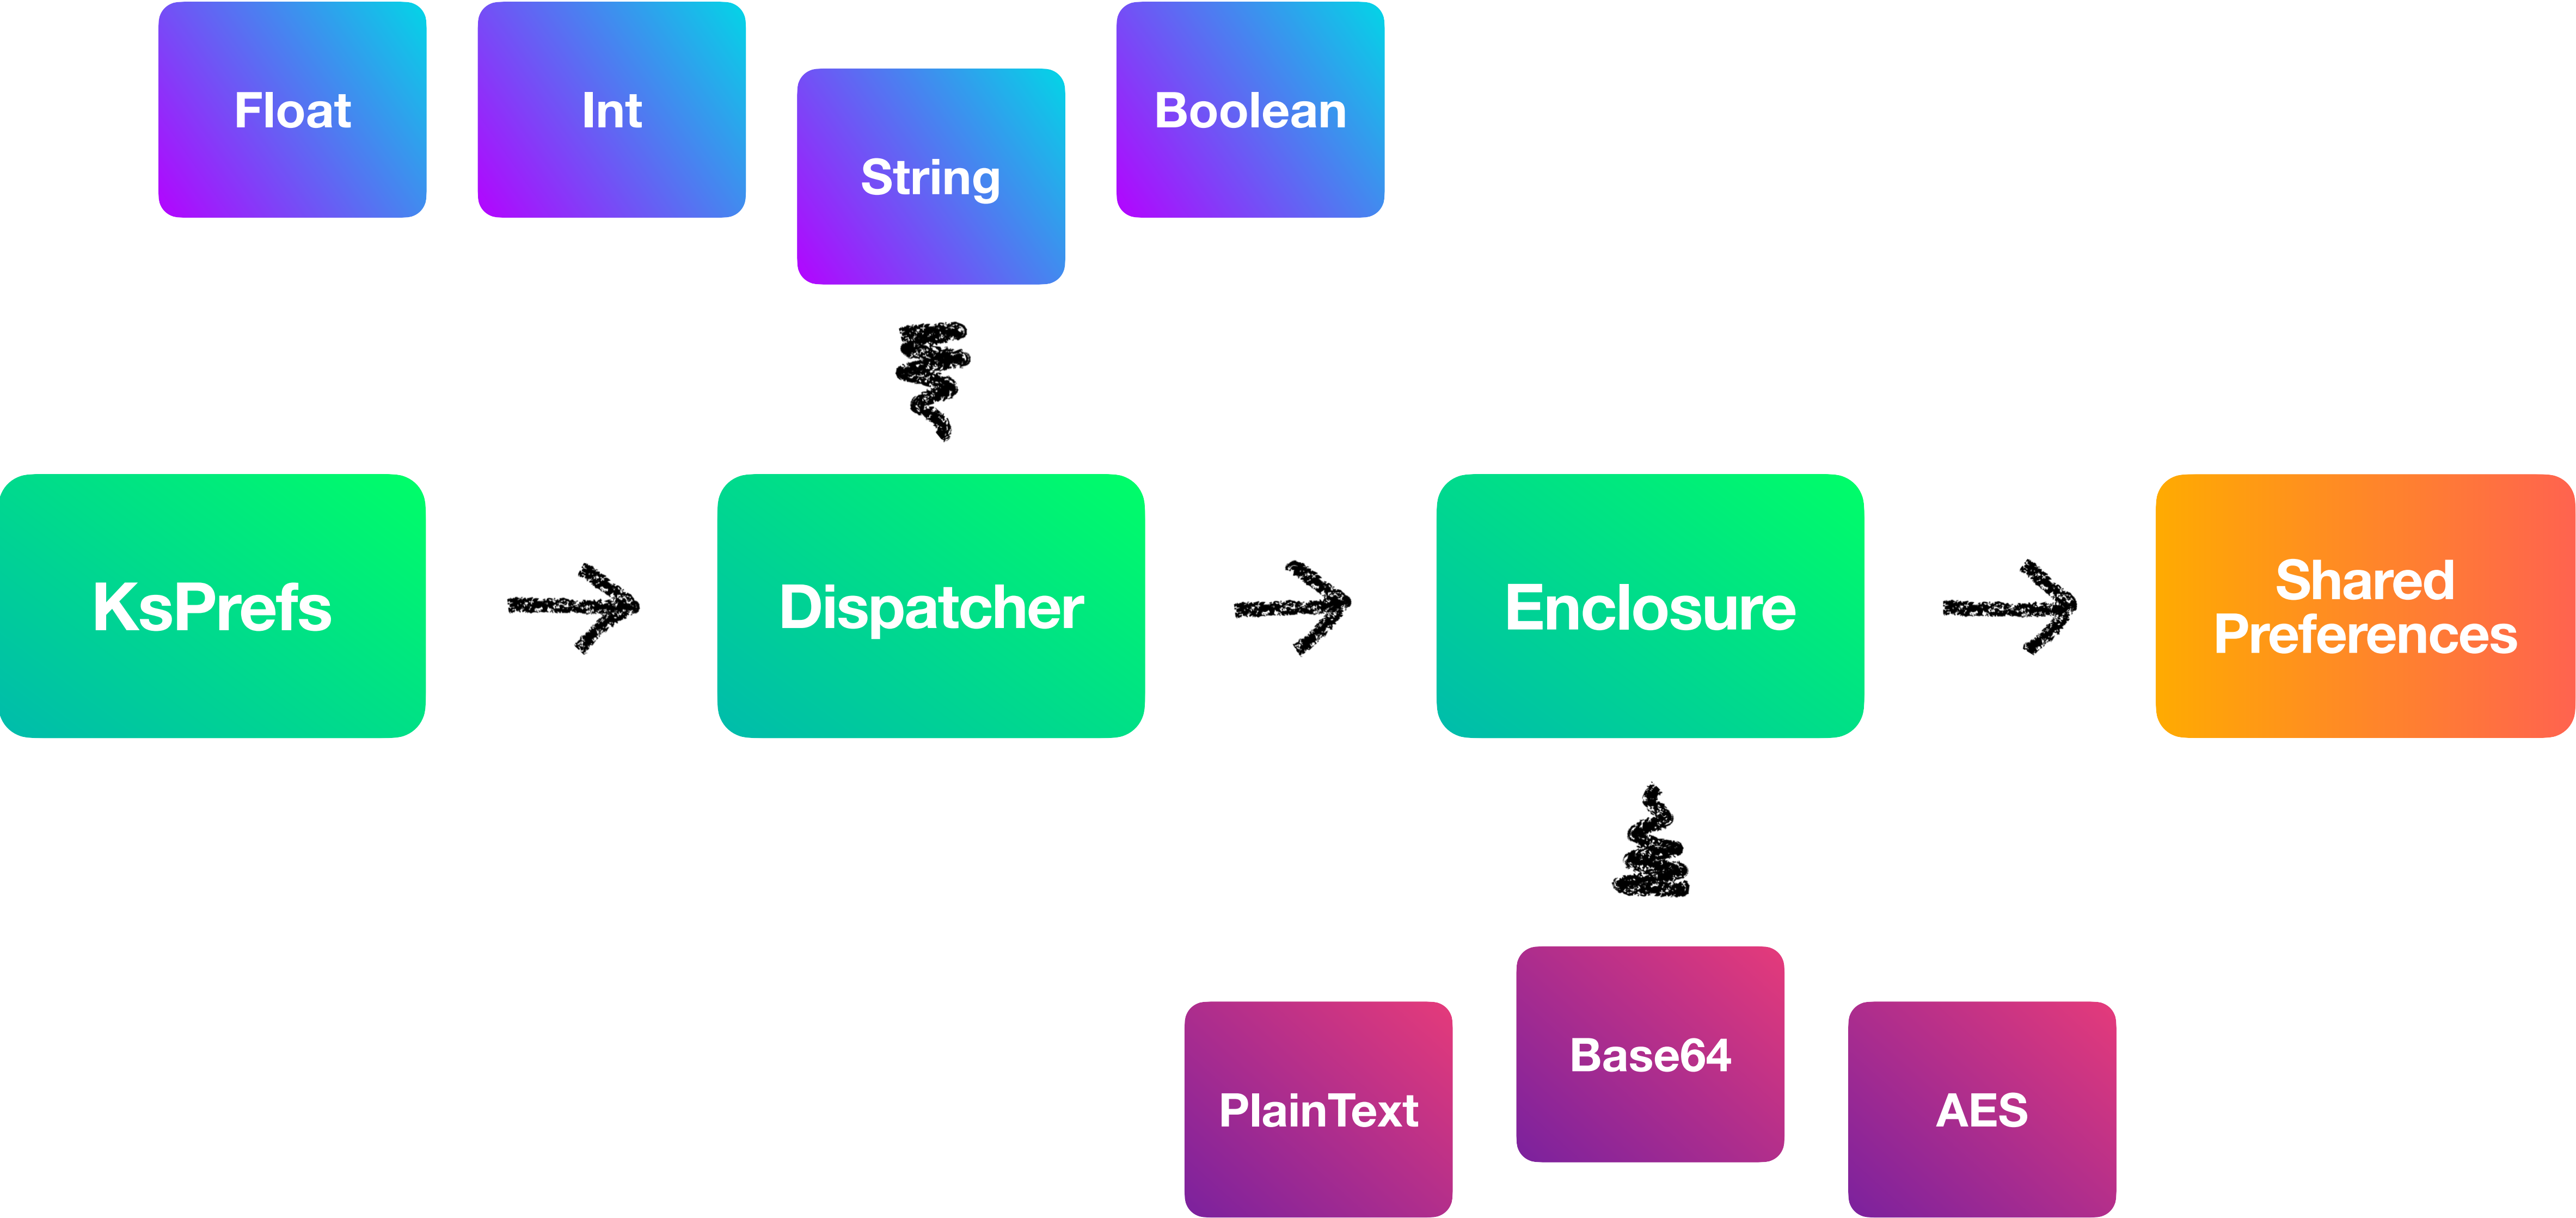 Float
Int
String
Boolean
KsPrefs
Dispatcher
Enclosure
Shared
Preferences
PlainText
Base64
AES